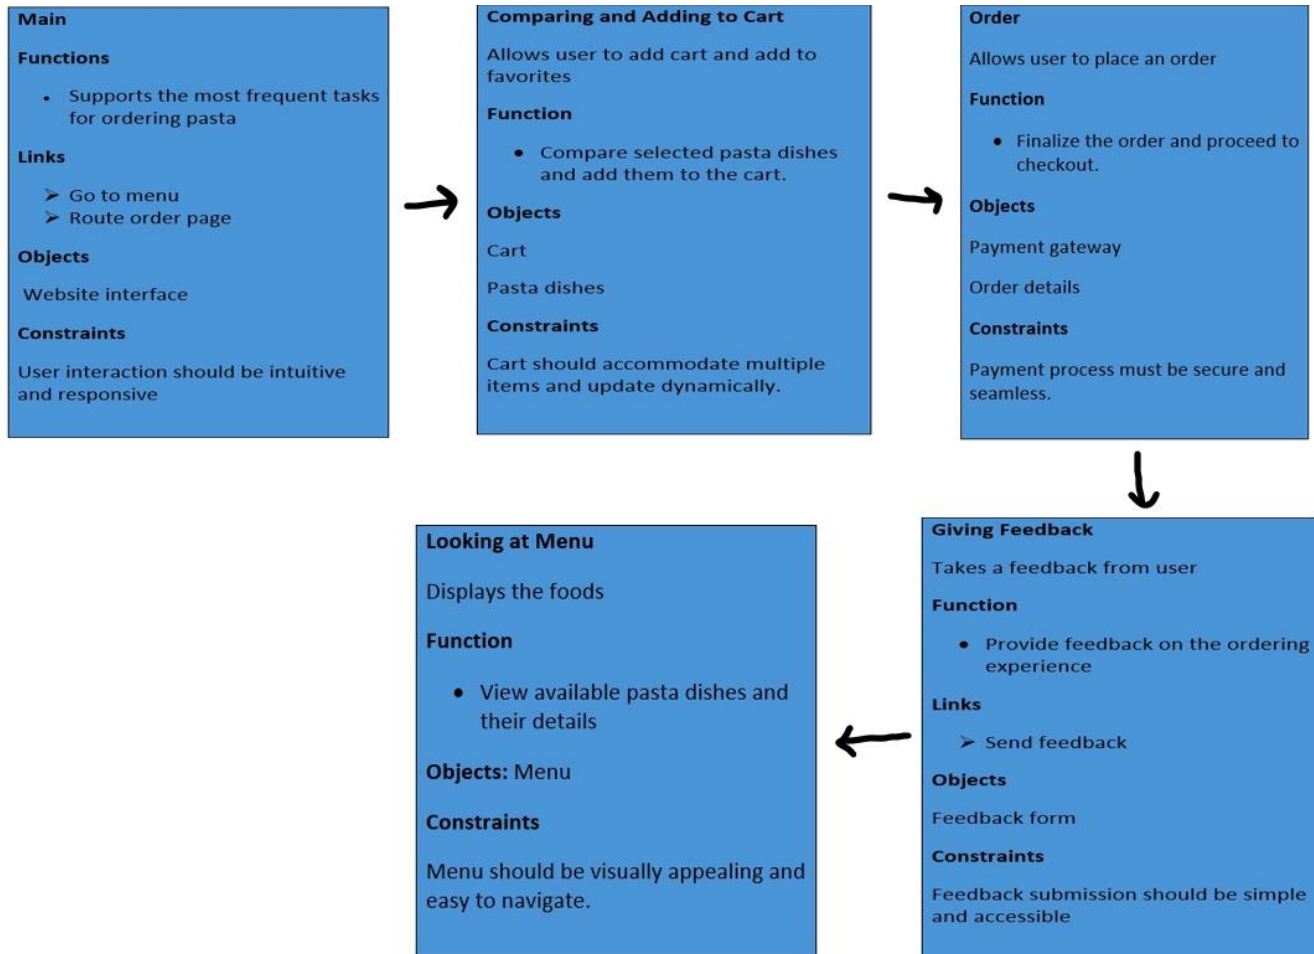 Main
Functions
• Supports the most frequent tasks
for ordering pasta
Links
➢ Go to menu
➢ Route order page
Objects
Website interface
Constraints
User interaction should be intuitive
and responsive
Comparing and Adding to Cart
Allows user to add cart and add to
favorites
Function
• Compare selected pasta dishes
and add them to the cart.
Objects
Cart
Pasta dishes
Constraints
Cart should accommodate multiple
items and update dynamically.
Order
Allows user to place an order
Function
• Finalize the order and proceed to
checkout.
Objects
Payment gateway
Order details
Constraints
Payment process must be secure and
seamless.
Giving Feedback
Takes a feedback from user
Function
• Provide feedback on the ordering
experience
Links
➢ Send feedback
Objects
Feedback form
Constraints
Feedback submission should be simple
and accessible
Looking at Menu
Displays the foods
Function
• View available pasta dishes and
their details
Objects: Menu
Constraints
Menu should be visually appealing and
easy to navigate.